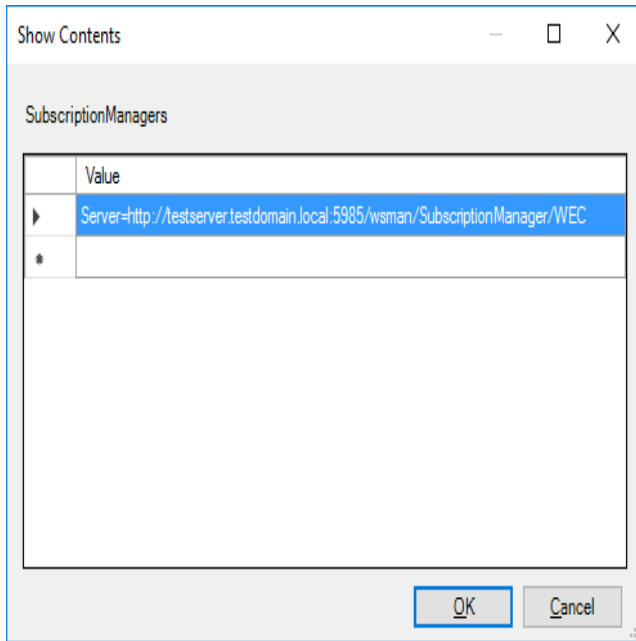 Show Contents
SubscriptionManagers
Value
Server=http://testserver.testdomain.local:5985/wsman/SubscriptionManager/WEC
OK
Cancel